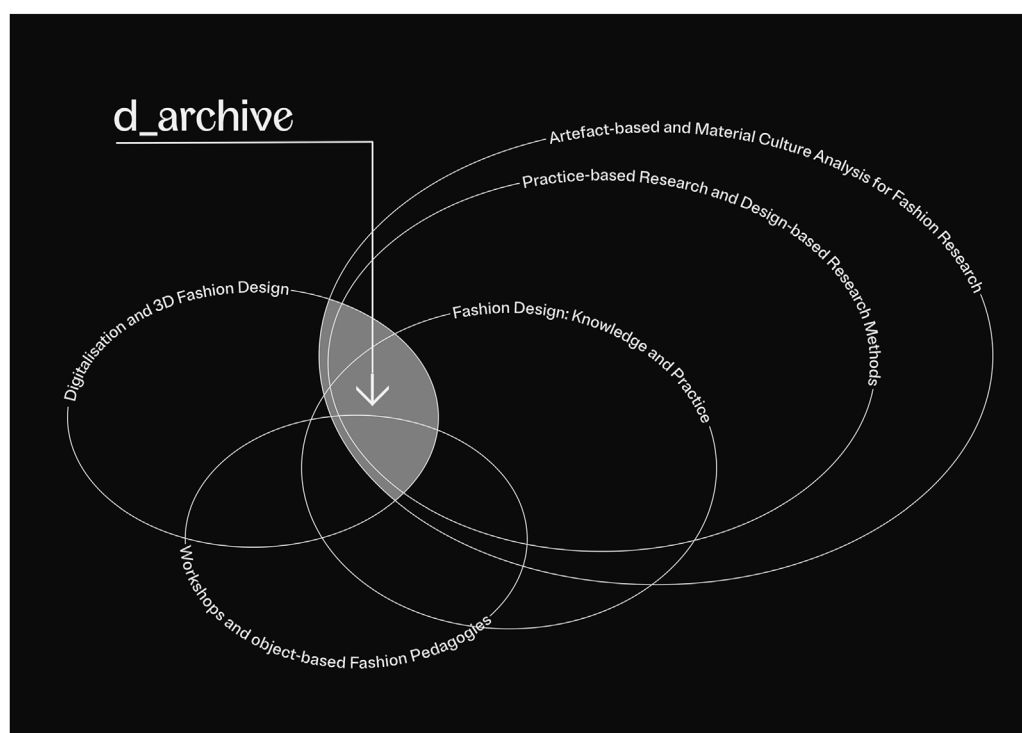 d_archive
Artefact-based and Material Culture Analysis for Fashion Research
Practice-based Research and Design-based Research Methods
Digitalisation and 3D Fashion Design
Fashion Design: Knowledge and Practice
Workshops and object-based Fashion Pedagogies